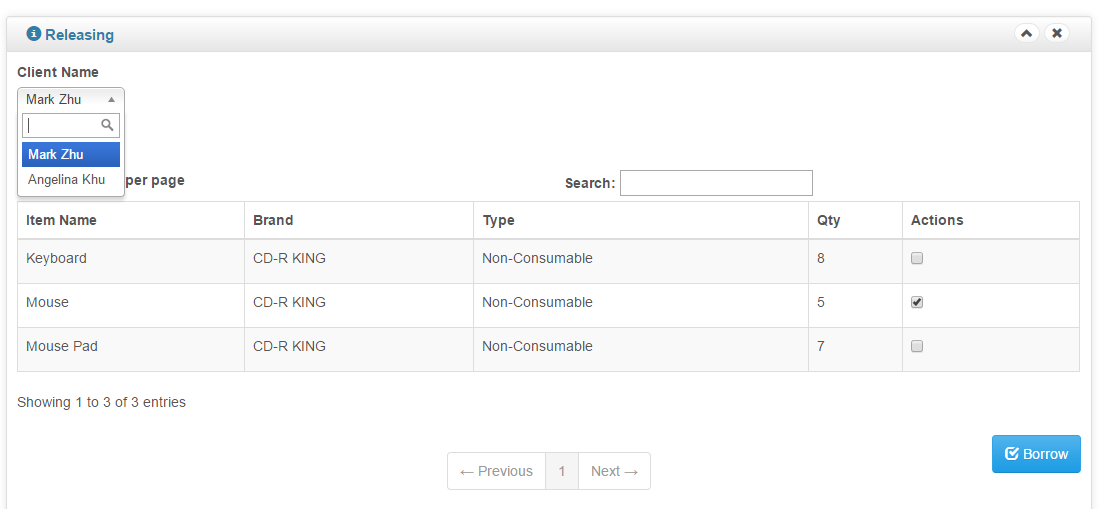 Releasing
Client Name
Mark Zhu
Mark Zhu
Angelina Khu
per page
Search:
Item Name Brand Type Qty Actions
Keyboard CD-R KING Non-Consumable 8
Mouse CD-R KING Non-Consumable 5
Mouse Pad CD-R KING Non-Consumable 7
Showing 1 to 3 of 3 entries
Borrow
← Previous 1 Next →